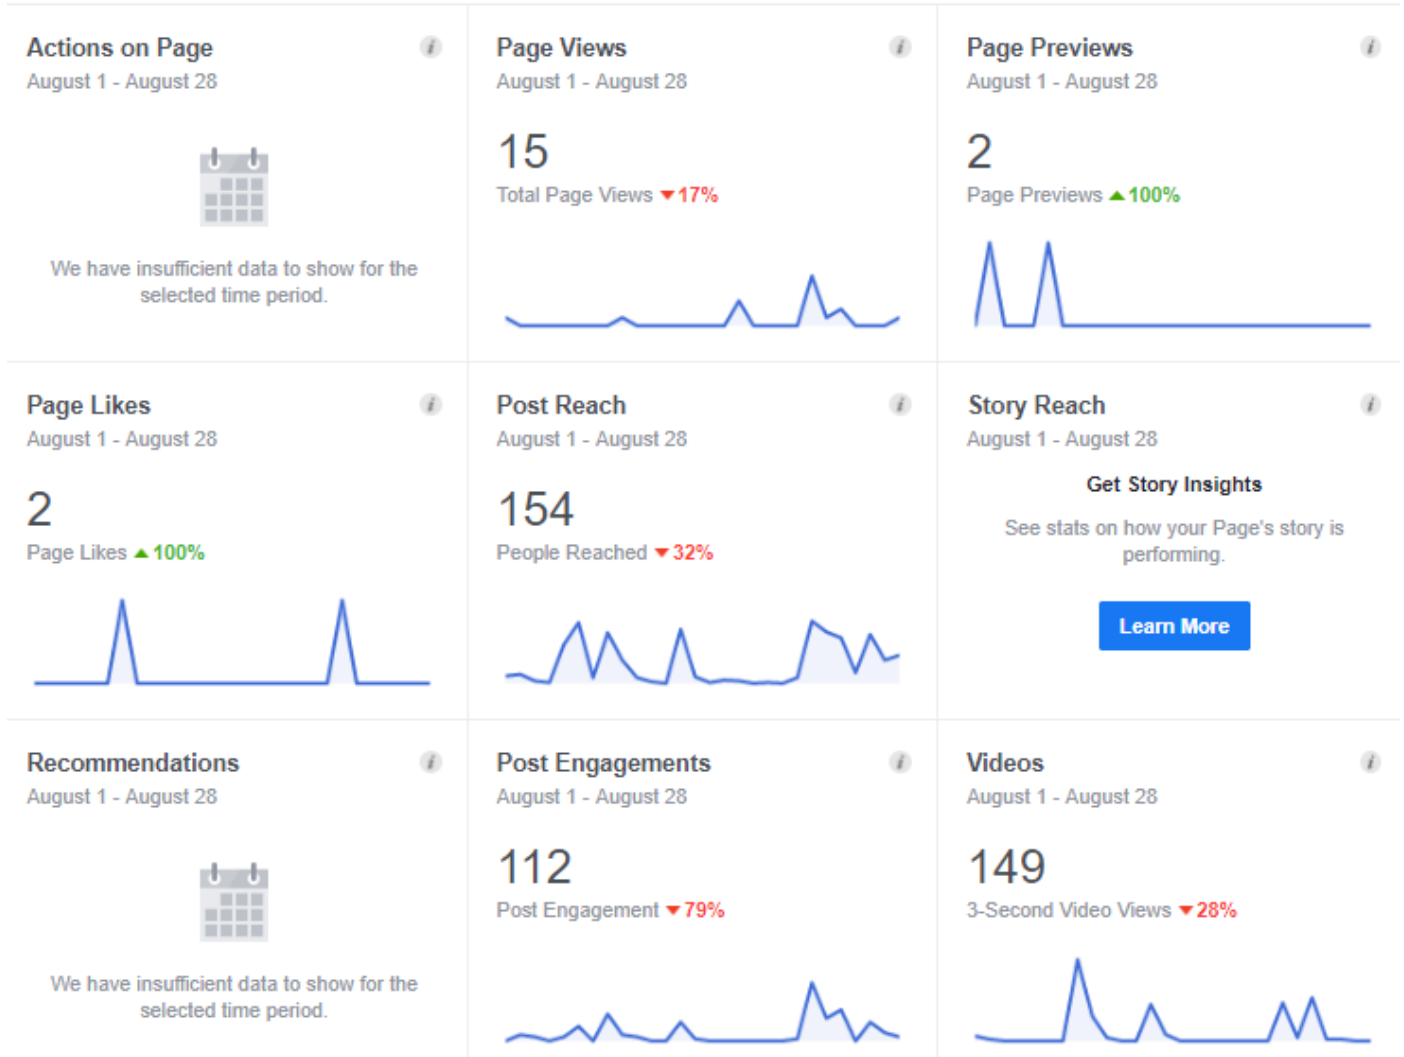 Actions on Page
August 1 - August 28
We have insufficient data to show for the
selected time period.
Page Views
August 1 - August 28
15
Total Page Views ▼17%
Page Previews
August 1 - August 28
2
Page Previews ▲100%
Page Likes
August 1 - August 28
2
Page Likes ▲100%
Post Reach
August 1 - August 28
154
People Reached ▼32%
Story Reach
August 1 - August 28
Get Story Insights
See stats on how your Page's story is
performing.
Learn More
Recommendations
August 1 - August 28
We have insufficient data to show for the
selected time period.
Post Engagements
August 1 - August 28
112
Post Engagement ▼79%
Videos
August 1 - August 28
149
3-Second Video Views ▼28%